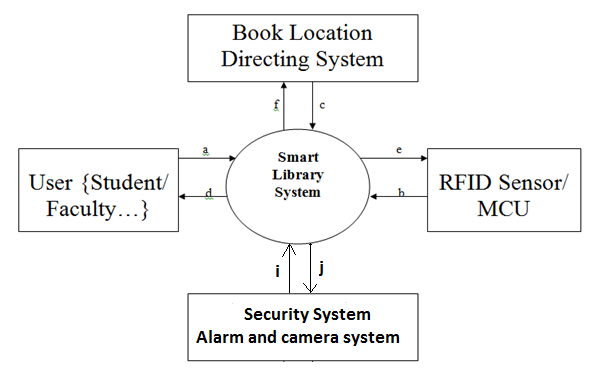 Book Location
Directing System
f
c
a
e
Smart
Library
System
User {Student/
Faculty…}
RFID Sensor/
MCU
d
b
i
j
Security System
Alarm and camera system